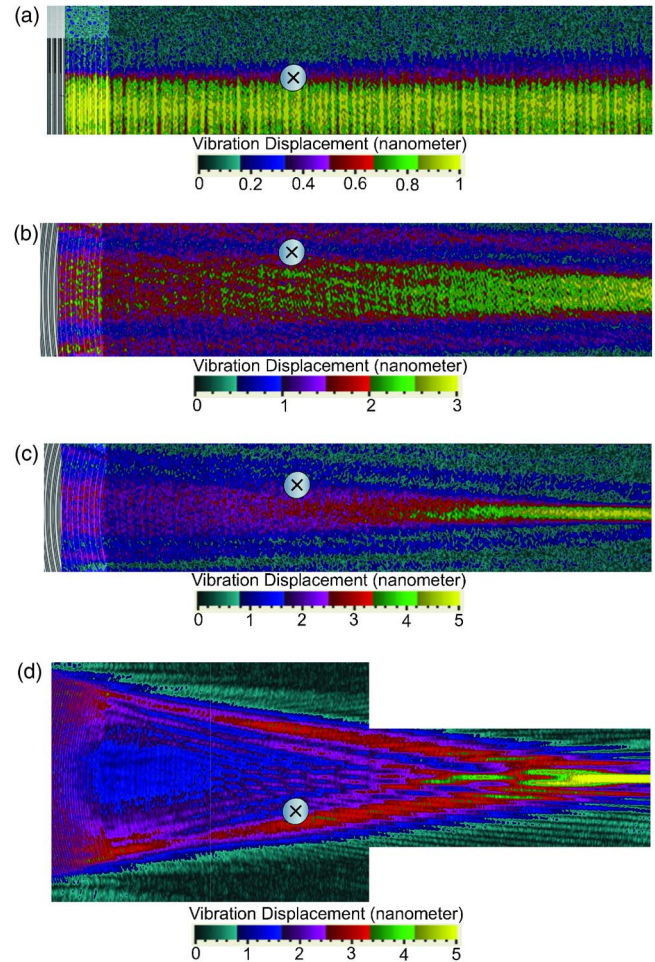 (a)
Vibration Displacement (nanometer)
0 0.2 0.4 0.6 0.8 1
(b)
Vibration Displacement (nanometer)
0 1 2 3
(c)
Vibration Displacement (nanometer)
0 1 2 3 4 5
(d)
Vibration Displacement (nanometer)
0 1 2 3 4 5